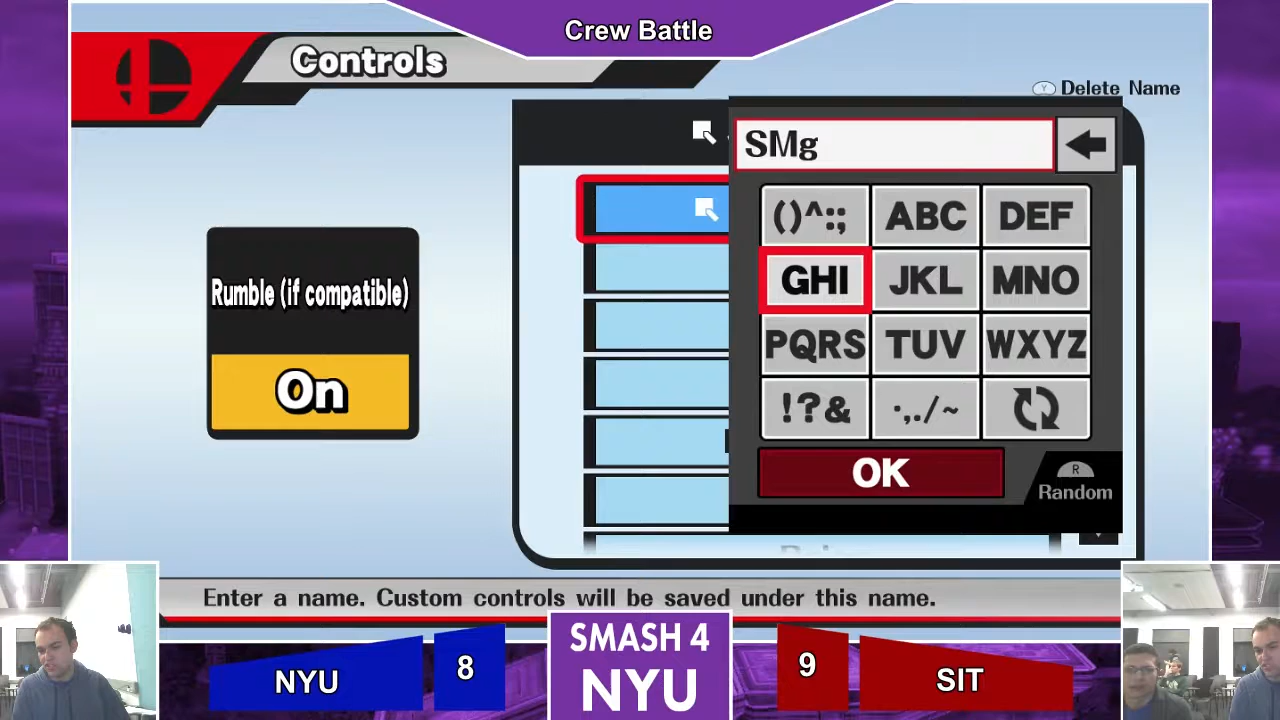 Crew Battle
Controls
Y Delete Name
SMg
()^:; ABC DEF
GHI JKL MNO
PQRS TUV WXYZ
!?& ·,./~
OK
R
Random
Rumble (if compatible)
On
Enter a name. Custom controls will be saved under this name.
NYU 8 SMASH 4 NYU 9 SIT